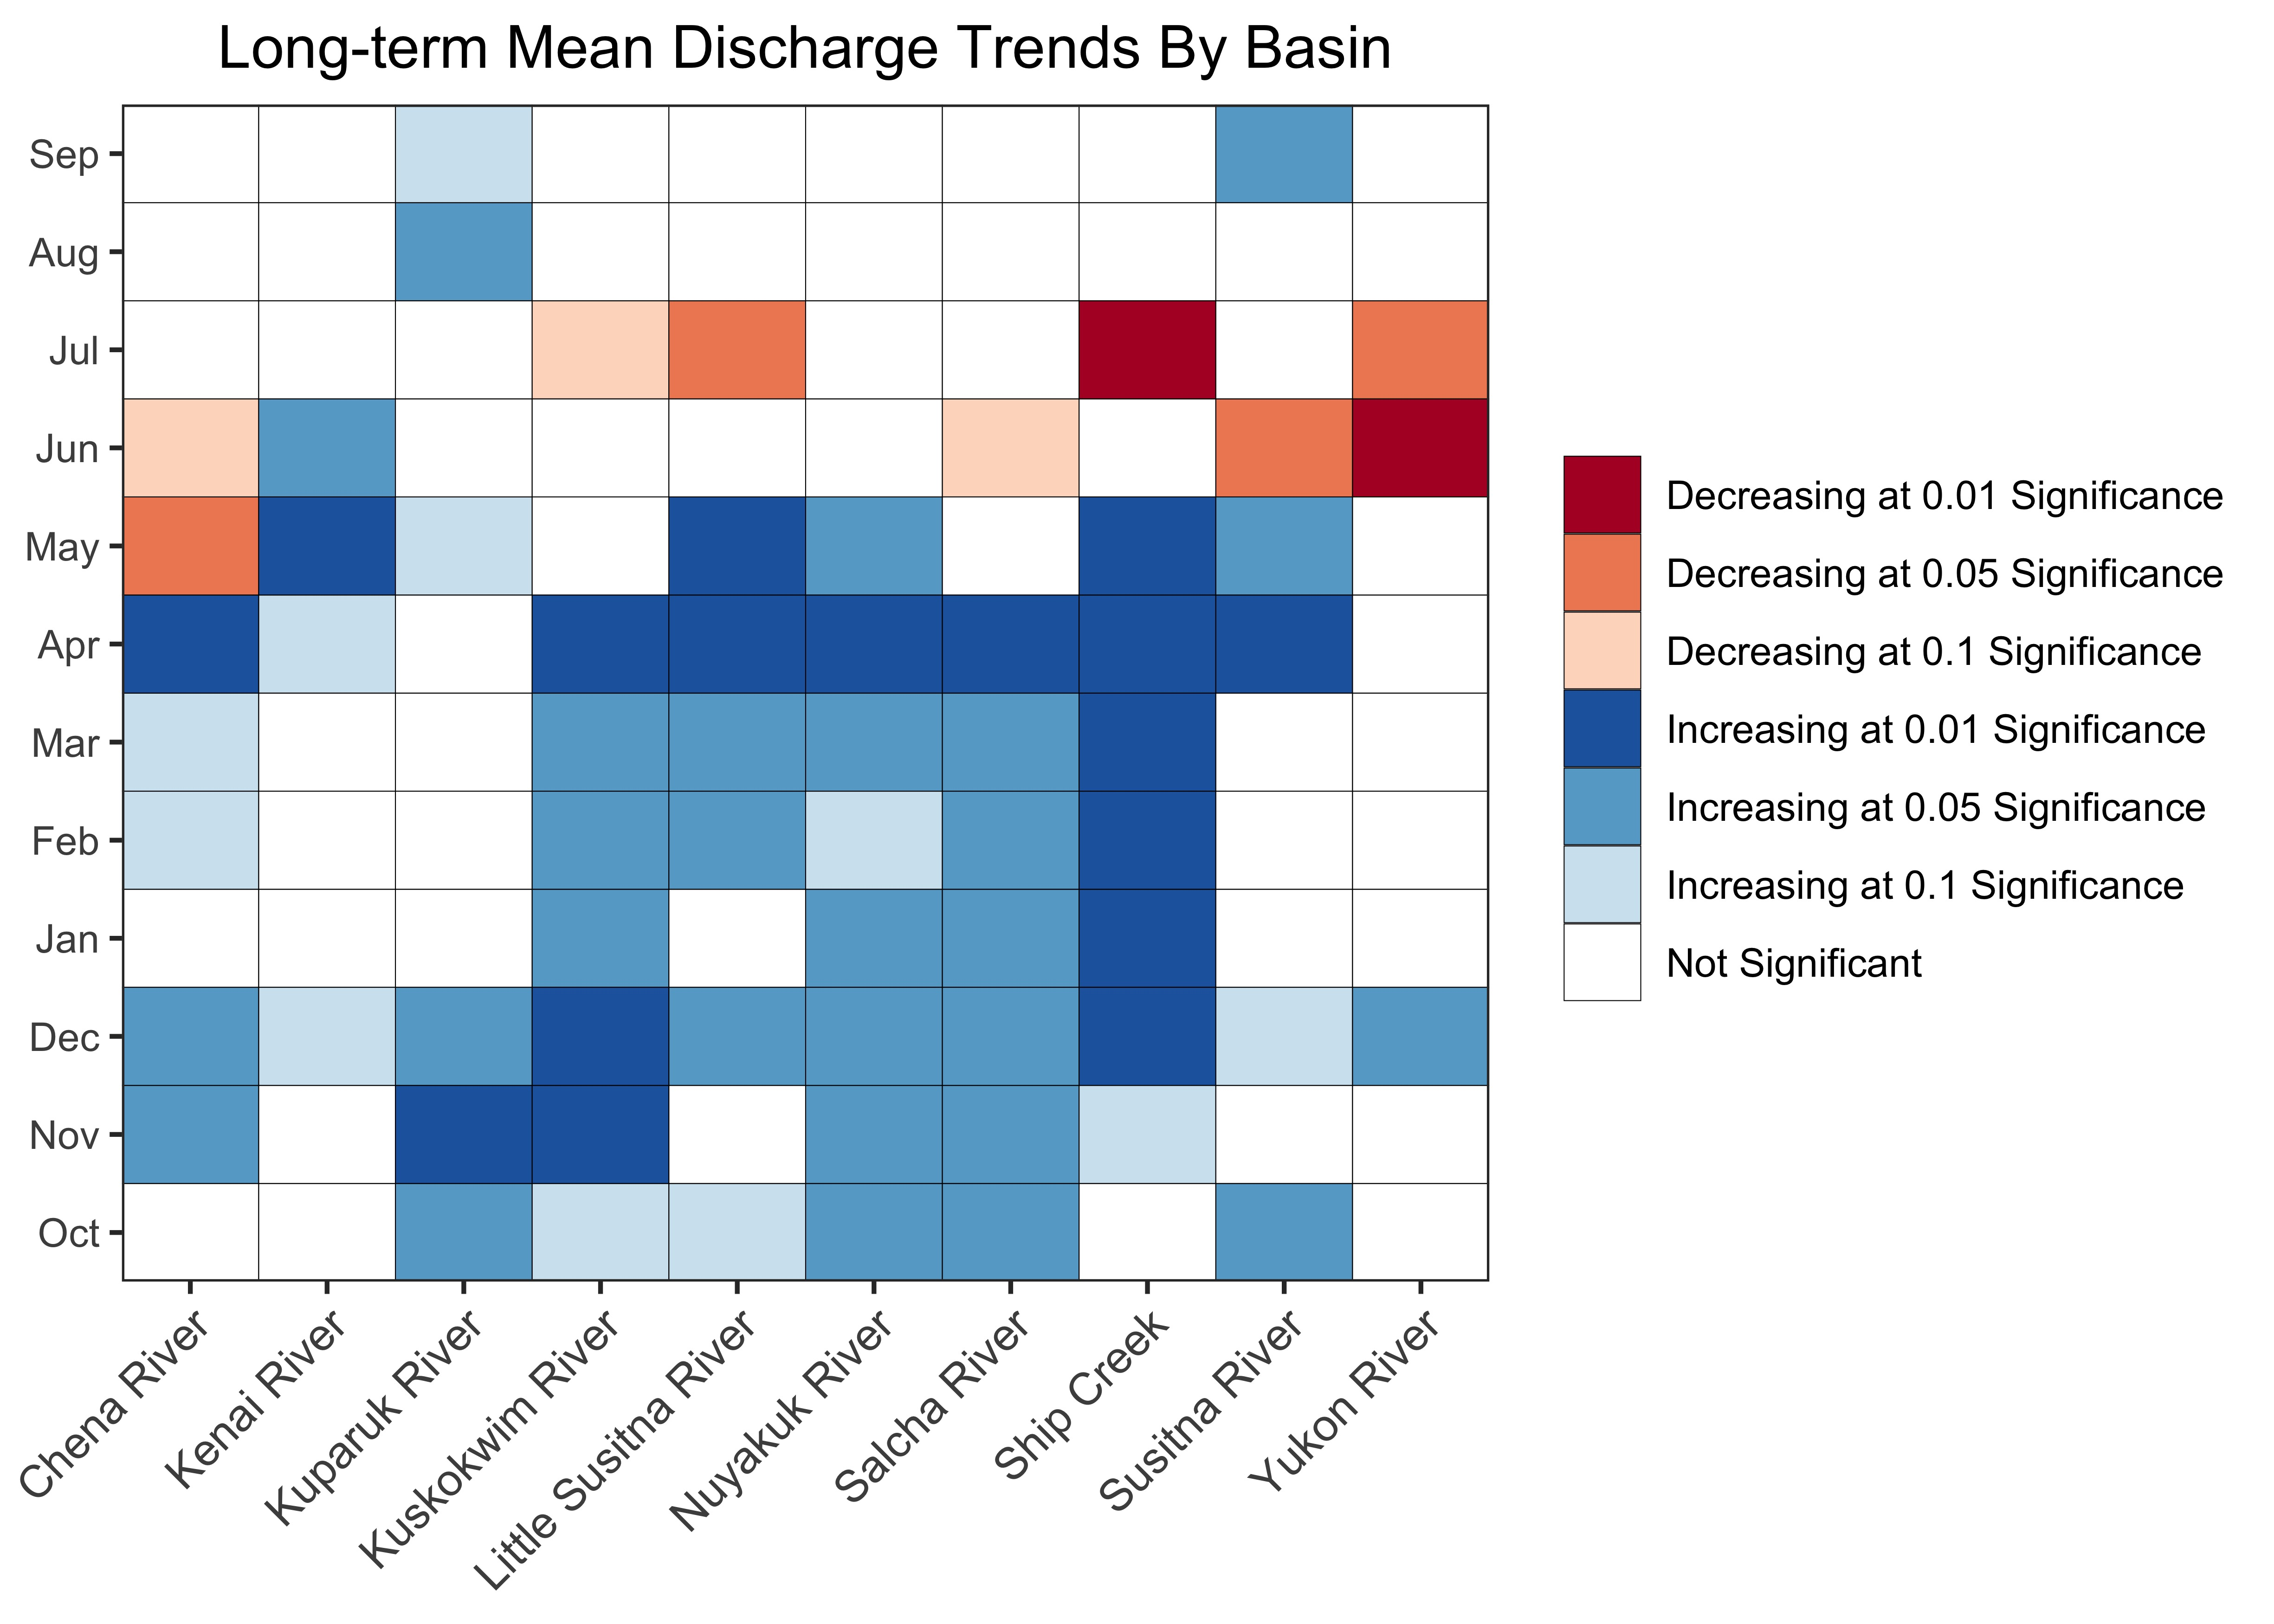 Long-term Mean Discharge Trends By Basin
Sep
Aug
Jul
Jun
May
Apr
Mar
Feb
Jan
Dec
Nov
Oct
Chena River
Kenai River
Kuparuk River
Kuskokwim River
Little Susitna River
Nuyakuk River
Salcha River
Ship Creek
Susitna River
Yukon River
Decreasing at 0.01 Significance
Decreasing at 0.05 Significance
Decreasing at 0.1 Significance
Increasing at 0.01 Significance
Increasing at 0.05 Significance
Increasing at 0.1 Significance
Not Significant